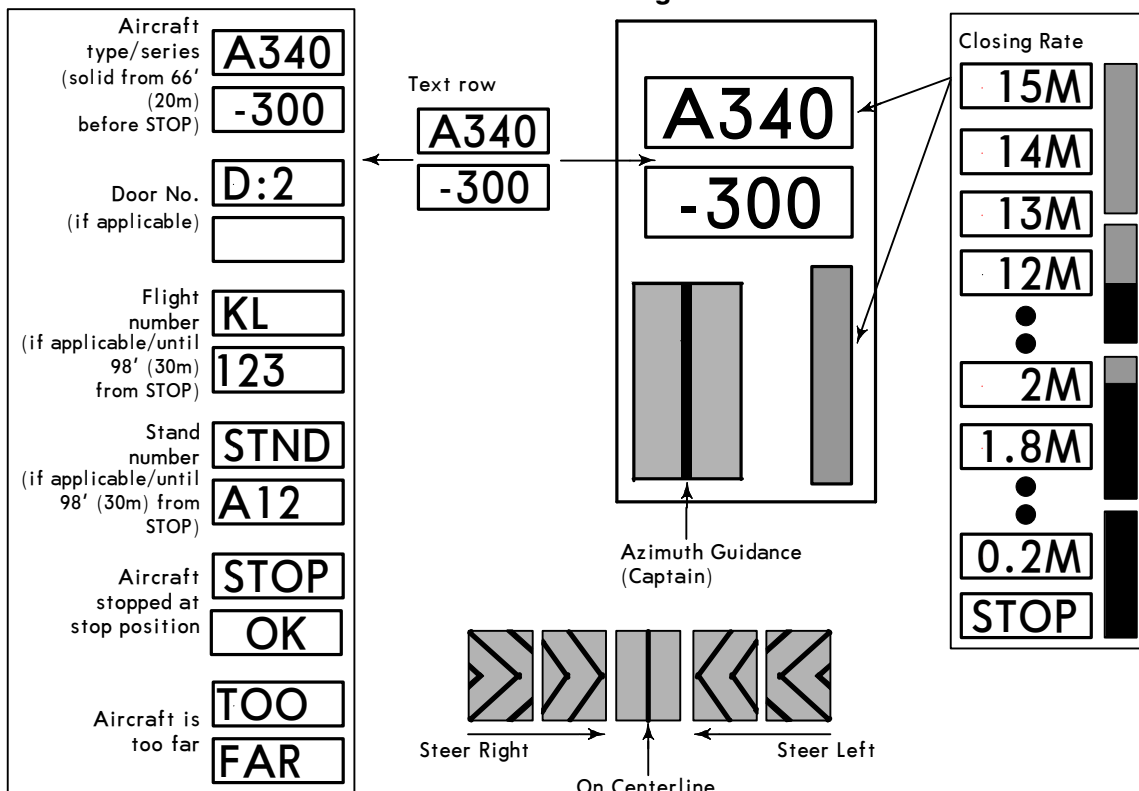 Aircraft
type/series
(solid from 66'
(20m)
before STOP)
A340
-300
Door No.
(if applicable)
D:2
Flight
number
(if applicable/until
98' (30m)
from STOP)
KL
123
Stand
number
(if applicable/until
98' (30m) from
STOP)
STND
A12
Aircraft
stopped at
stop position
STOP
OK
Aircraft is
too far
TOO
FAR
Text row
A340
-300
A340
-300
Azimuth Guidance
(Captain)
Steer Right
Steer Left
On Centerline
Closing Rate
15M
14M
13M
12M
2M
1.8M
0.2M
STOP